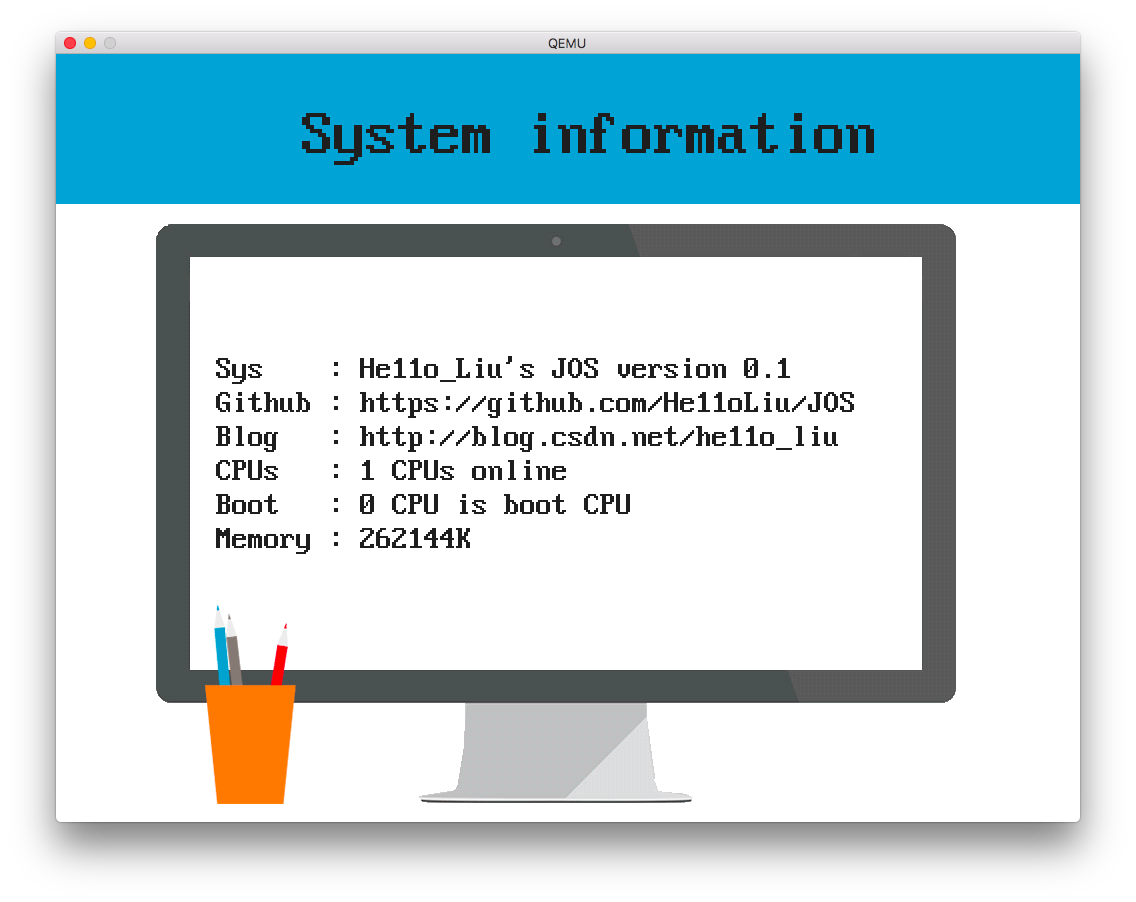 QEMU
System information
Sys    : He11o_Liu's JOS version 0.1
Github : https://github.com/He11oLiu/JOS
Blog   : http://blog.csdn.net/he11o_liu
CPUs   : 1 CPUs online
Boot   : 0 CPU is boot CPU
Memory : 262144K